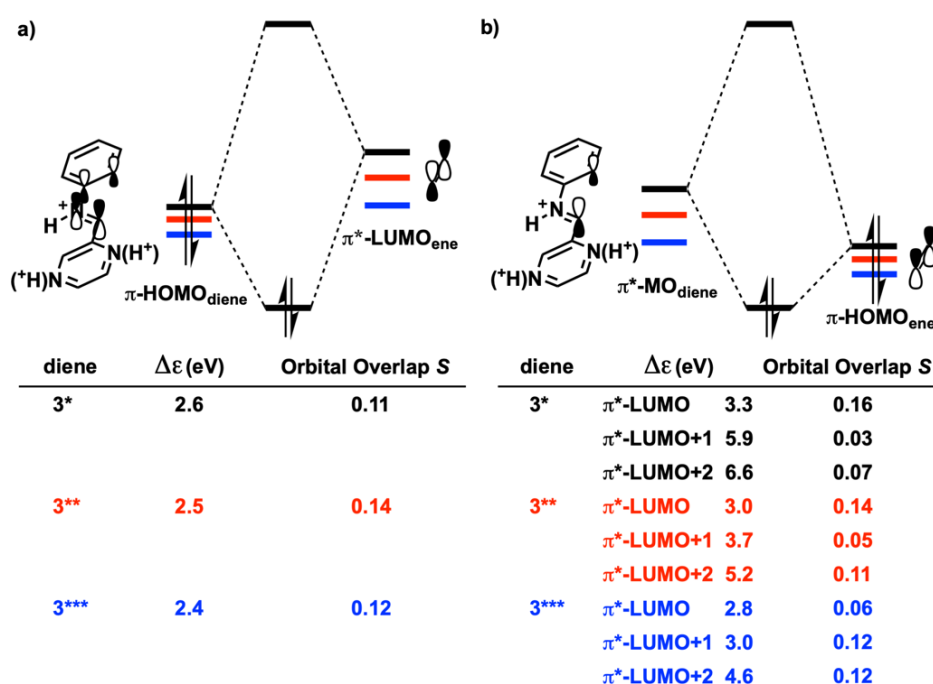 a)
H
+
N
N(H⁺)
(⁺H)N
π-HOMO_diene
π*-LUMO_ene
diene Δε (eV) Orbital Overlap S
3* 2.6 0.11
3** 2.5 0.14
3*** 2.4 0.12
b)
+
N
H
N(H⁺)
(⁺H)N
π*-MO_diene
π-HOMO_ene
diene Δε (eV) Orbital Overlap S
3* π*-LUMO 3.3 0.16
π*-LUMO+1 5.9 0.03
π*-LUMO+2 6.6 0.07
3** π*-LUMO 3.0 0.14
π*-LUMO+1 3.7 0.05
π*-LUMO+2 5.2 0.11
3*** π*-LUMO 2.8 0.06
π*-LUMO+1 3.0 0.12
π*-LUMO+2 4.6 0.12